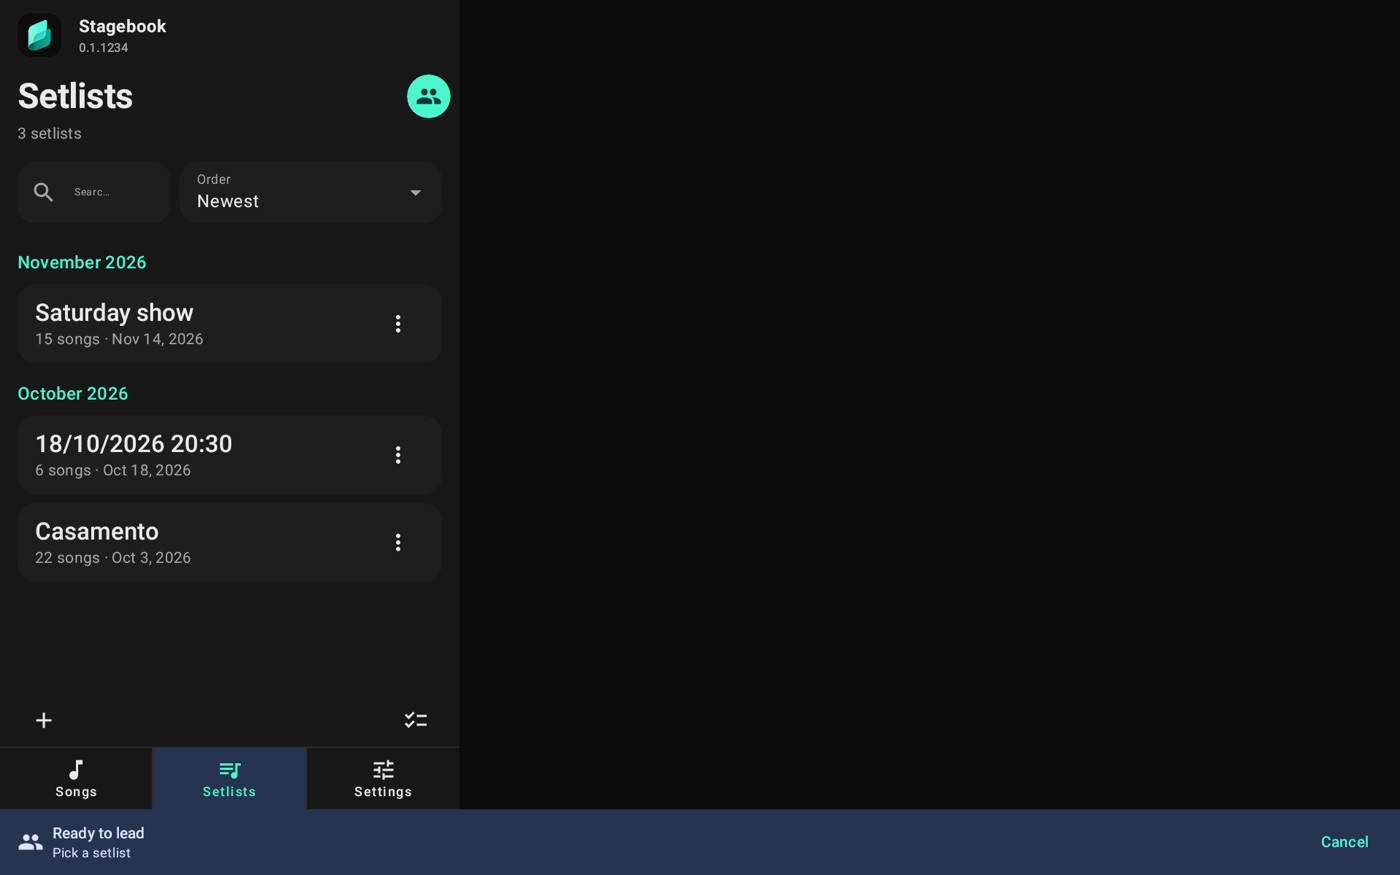 Stagebook
0.1.1234
Setlists
3 setlists
Searc…
Order
Newest
November 2026
Saturday show
15 songs · Nov 14, 2026
October 2026
18/10/2026 20:30
6 songs · Oct 18, 2026
Casamento
22 songs · Oct 3, 2026
Songs
Setlists
Settings
Ready to lead
Pick a setlist
Cancel